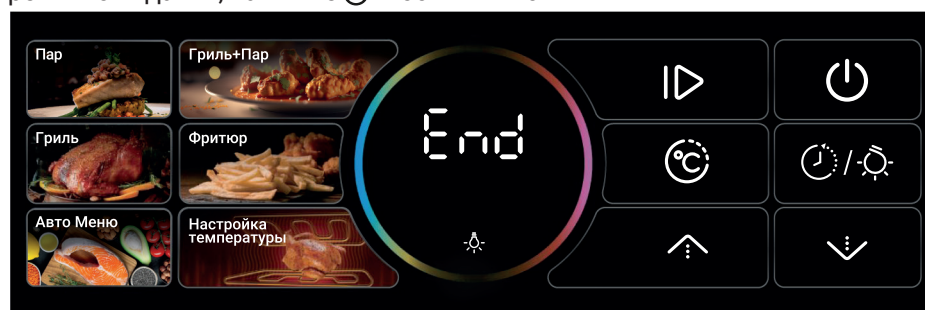 Пар
Гриль+Пар
Гриль
Фритюр
Авто Меню
Настройка
температуры
End
°C
/